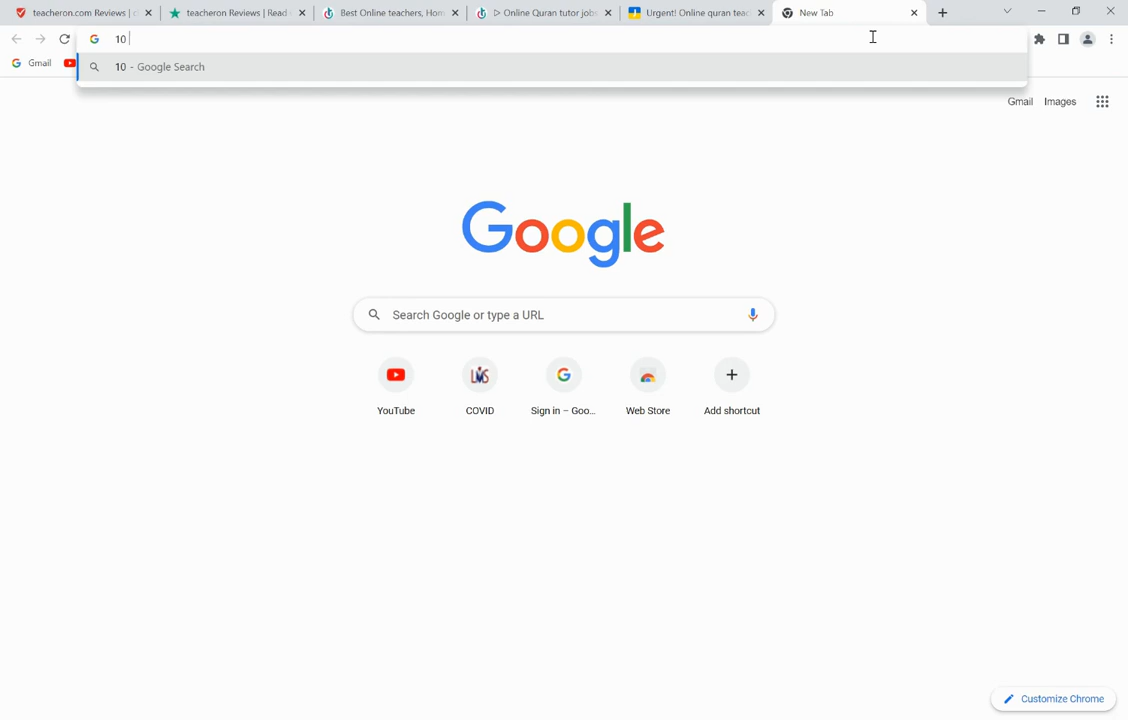 teacheron.com Reviews | c
teacheron Reviews | Read
Best Online teachers, Hom
▷ Online Quran tutor jobs
Urgent! Online quran teac
New Tab
10
Gmail
10 - Google Search
Gmail
Images
Google
Search Google or type a URL
YouTube
COVID
Sign in – Goo...
Web Store
Add shortcut
Customize Chrome